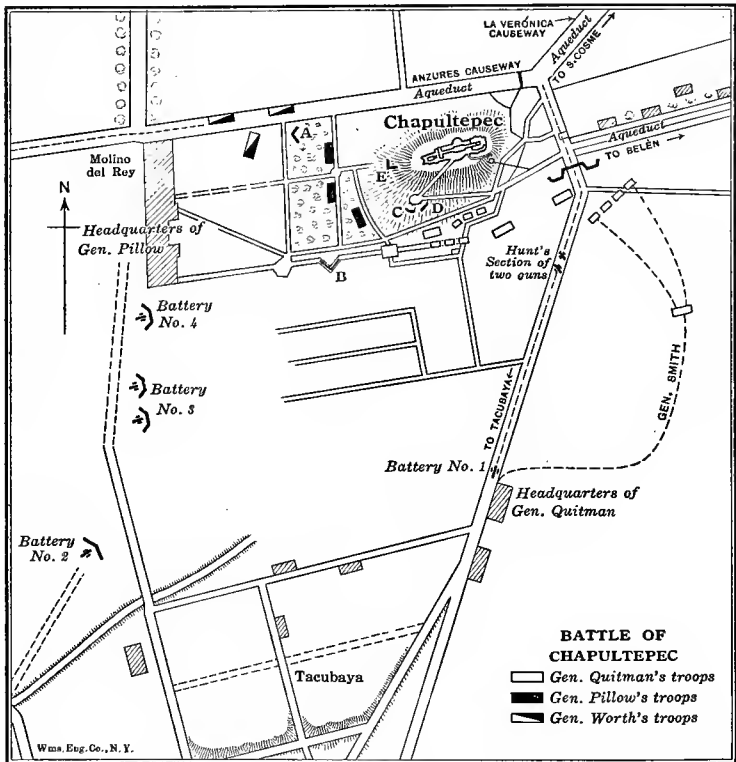 LA VERÓNICA
CAUSEWAY
Aqueduct
TO S.COSME
ANZURES CAUSEWAY
Aqueduct
A
Chapultepec
Aqueduct
TO BELÉN
Molino
del Rey
E
N
C
D
Headquarters of
Gen. Pillow
B
Hunt's
Section of
two guns
Battery
No. 4
GEN. SMITH
Battery
No. 3
TO TACUBAYA
Battery No. 1
Headquarters of
Gen. Quitman
Battery
No. 2
BATTLE OF
CHAPULTEPEC
Gen. Quitman's troops
Gen. Pillow's troops
Gen. Worth's troops
Tacubaya
Wms. Eng. Co., N. Y.